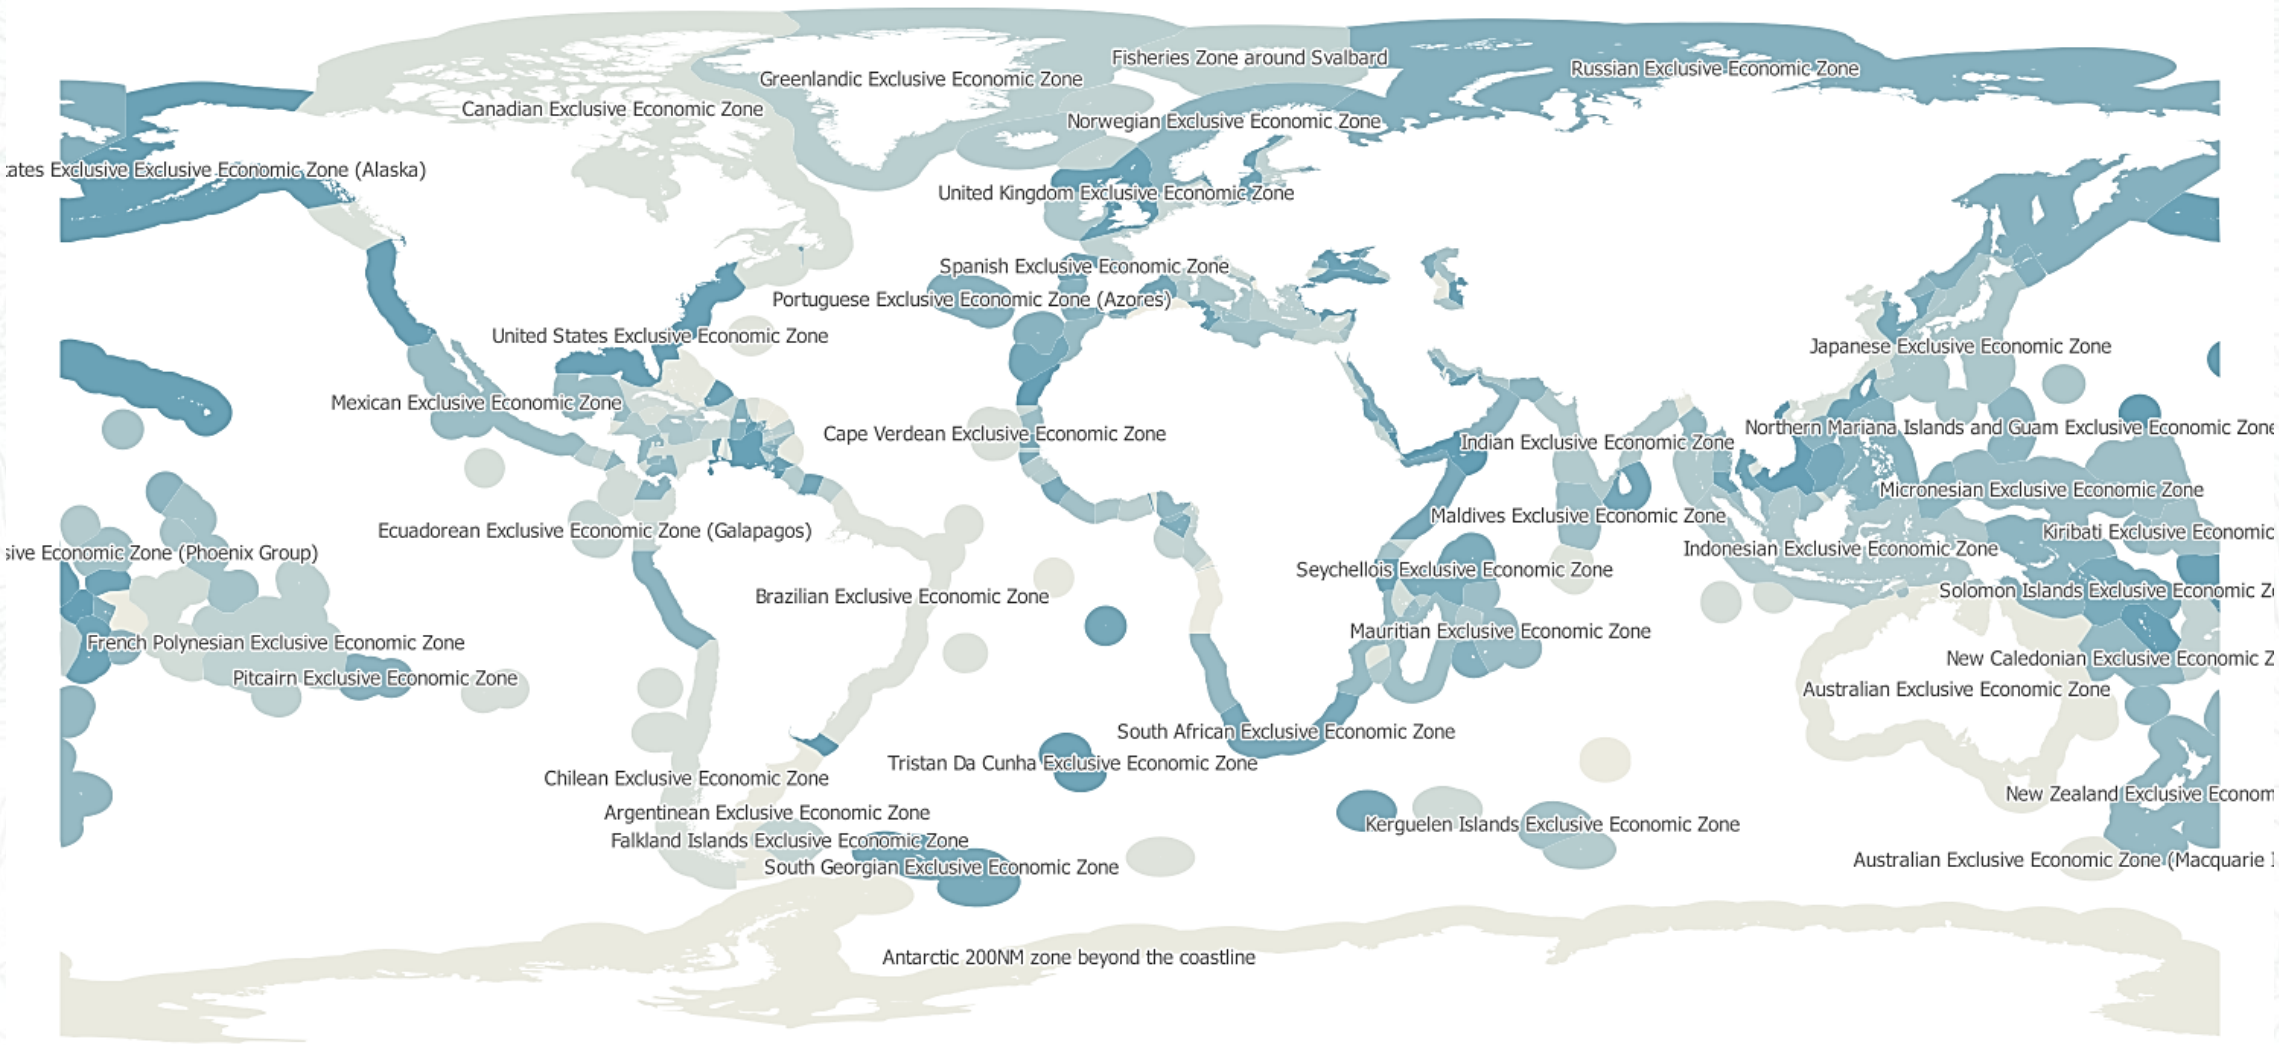 Fisheries Zone around Svalbard
Russian Exclusive Economic Zone
Greenlandic Exclusive Economic Zone
Canadian Exclusive Economic Zone
Norwegian Exclusive Economic Zone
Exclusive Exclusive Economic Zone (Alaska)
United Kingdom Exclusive Economic Zone
Spanish Exclusive Economic Zone
Portuguese Exclusive Economic Zone (Azores)
United States Exclusive Economic Zone
Japanese Exclusive Economic Zone
Mexican Exclusive Economic Zone
Northern Mariana Islands and Guam Exclusive Economic Zone
Cape Verdean Exclusive Economic Zone
Indian Exclusive Economic Zone
Micronesian Exclusive Economic Zone
Maldives Exclusive Economic Zone
Ecuadorean Exclusive Economic Zone (Galapagos)
Kiribati Exclusive Economic
Indonesian Exclusive Economic Zone
Economic Zone (Phoenix Group)
Seychellois Exclusive Economic Zone
Solomon Islands Exclusive Economic
Brazilian Exclusive Economic Zone
Mauritian Exclusive Economic Zone
French Polynesian Exclusive Economic Zone
New Caledonian Exclusive Economic
Pitcairn Exclusive Economic Zone
Australian Exclusive Economic Zone
South African Exclusive Economic Zone
Tristan Da Cunha Exclusive Economic Zone
Chilean Exclusive Economic Zone
New Zealand Exclusive Econom
Argentinean Exclusive Economic Zone
Kerguelen Islands Exclusive Economic Zone
Falkland Islands Exclusive Economic Zone
Australian Exclusive Economic Zone (Macquarie
South Georgian Exclusive Economic Zone
Antarctic 200NM zone beyond the coastline